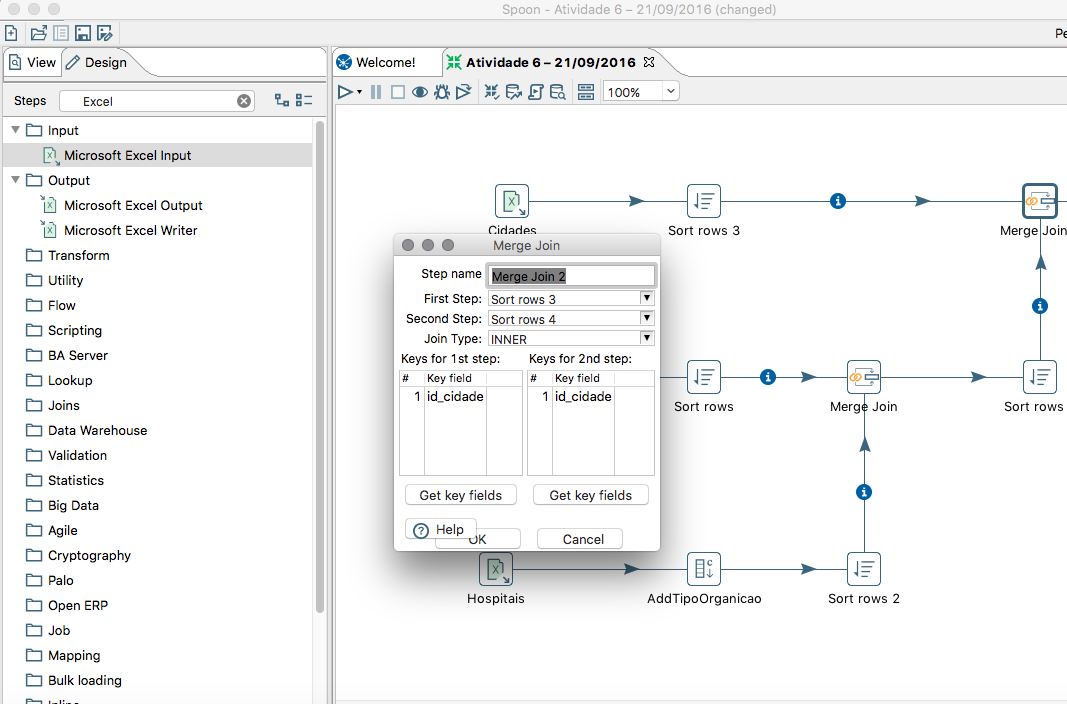 Spoon - Atividade 6 – 21/09/2016 (changed)
Pe
View
Design
Welcome!
Atividade 6 – 21/09/2016
Steps
Excel
100%
Input
Microsoft Excel Input
Output
Microsoft Excel Output
Microsoft Excel Writer
Transform
Utility
Flow
Scripting
BA Server
Lookup
Joins
Data Warehouse
Validation
Statistics
Big Data
Agile
Cryptography
Palo
Open ERP
Job
Mapping
Bulk loading
Inline
Cidades
Sort rows 3
Merge Join
Merge Join
Step name
Merge Join 2
First Step:
Sort rows 3
Second Step:
Sort rows 4
Join Type:
INNER
Keys for 1st step:
Keys for 2nd step:
# Key field
# Key field
1 id_cidade
1 id_cidade
Get key fields
Get key fields
Help
OK
Cancel
Sort rows
Merge Join
Sort rows
Hospitais
AddTipoOrganicao
Sort rows 2